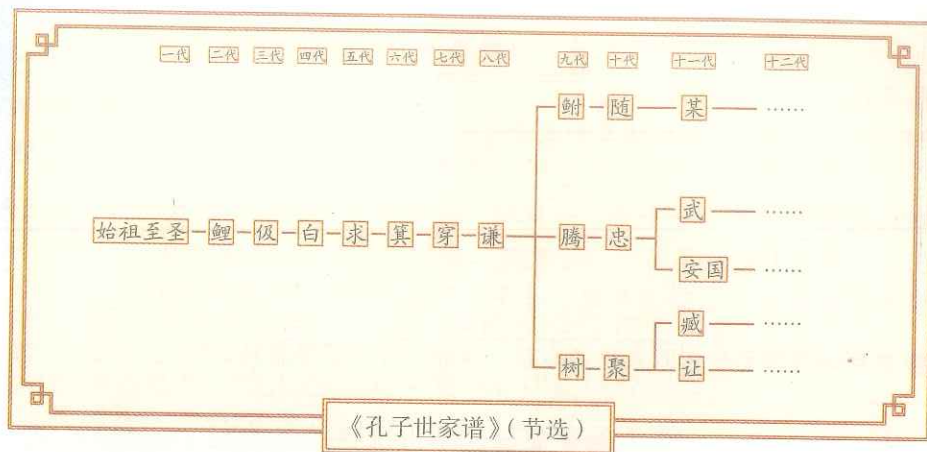 一代 二代 三代 四代 五代 六代 七代 八代 九代 十代 十一代 十二代
鲋 随 某 ……
武 ……
始祖至圣 鲤 伋 白 求 箕 穿 谦 腾 忠
安国 ……
臧 ……
树 聚 让 ……
《孔子世家谱》(节选)